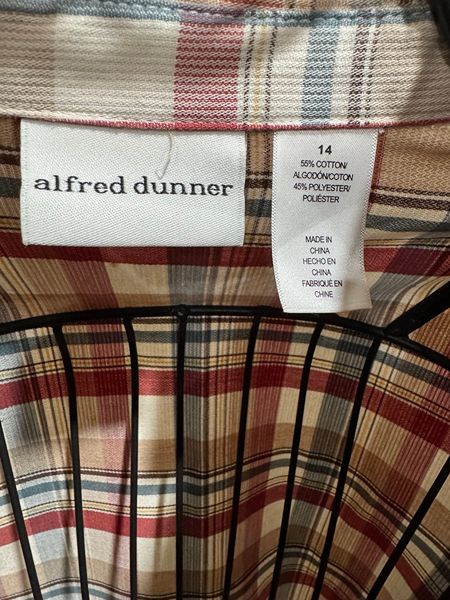 alfred dunner
14
55% COTTON/
ALGODÓN/COTON
45% POLYESTER/
POLIÉSTER
MADE IN
CHINA
HECHO EN
CHINA
FABRIQUÉ EN
CHINE